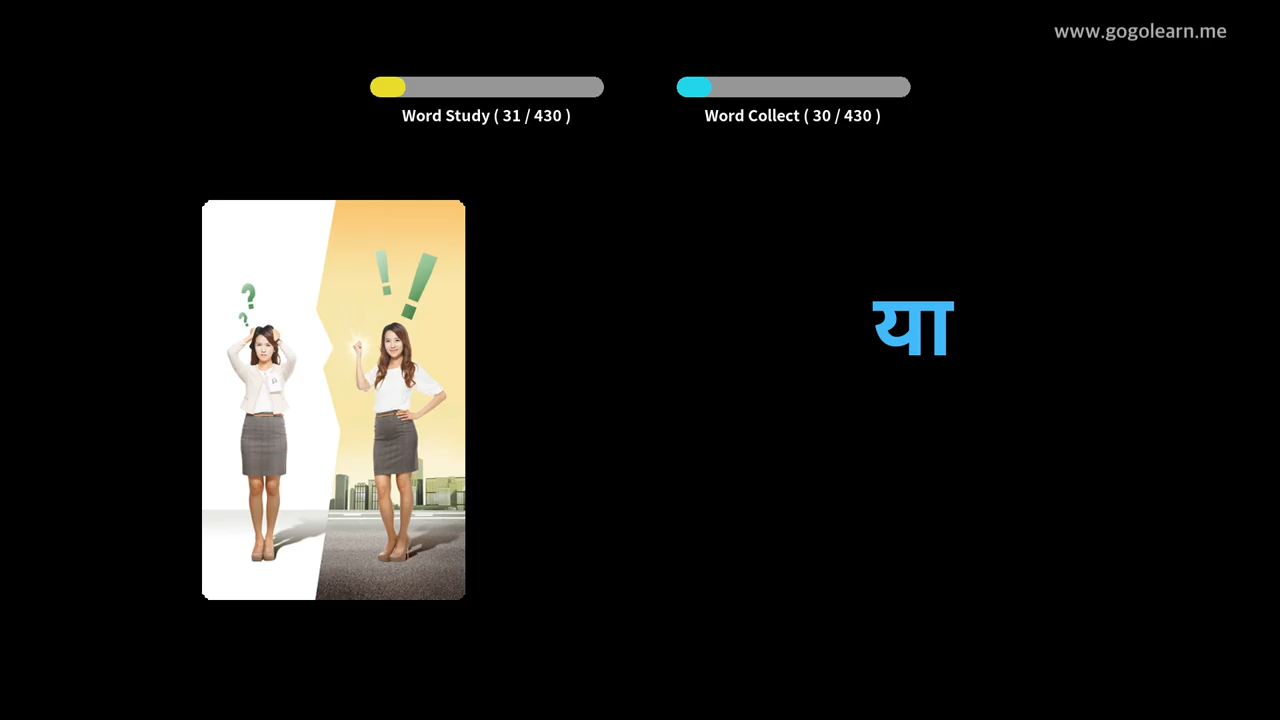 www.gogolearn.me
Word Study ( 31 / 430 )
Word Collect ( 30 / 430 )
? ?
! !
या